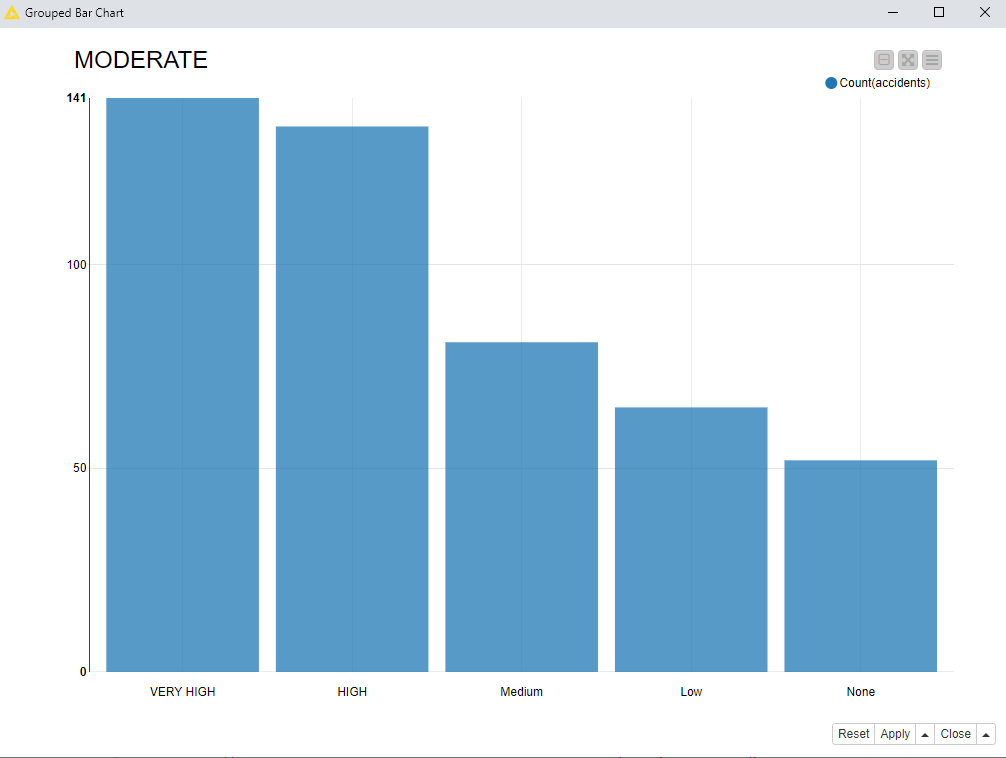 Grouped Bar Chart
MODERATE
Count(accidents)
141
100
50
0
VERY HIGH
HIGH
Medium
Low
None
Reset Apply Close